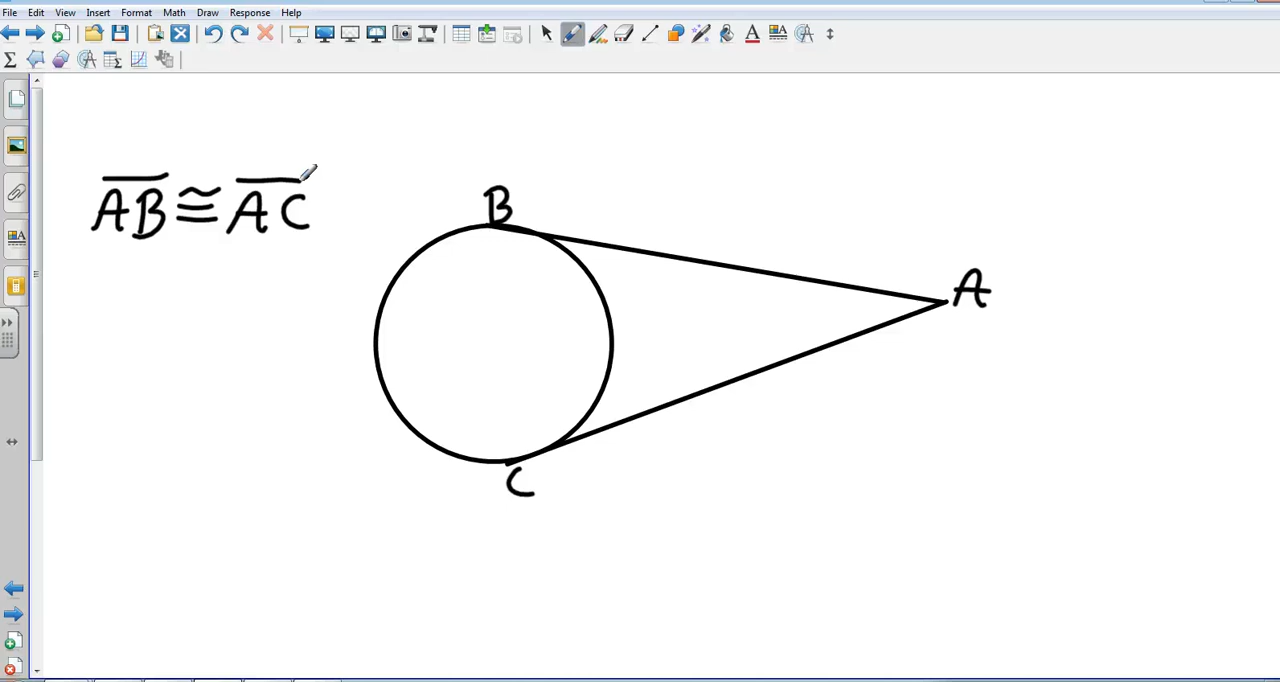 File Edit View Insert Format Math Draw Response Help
AB ≅ AC
B
A
C